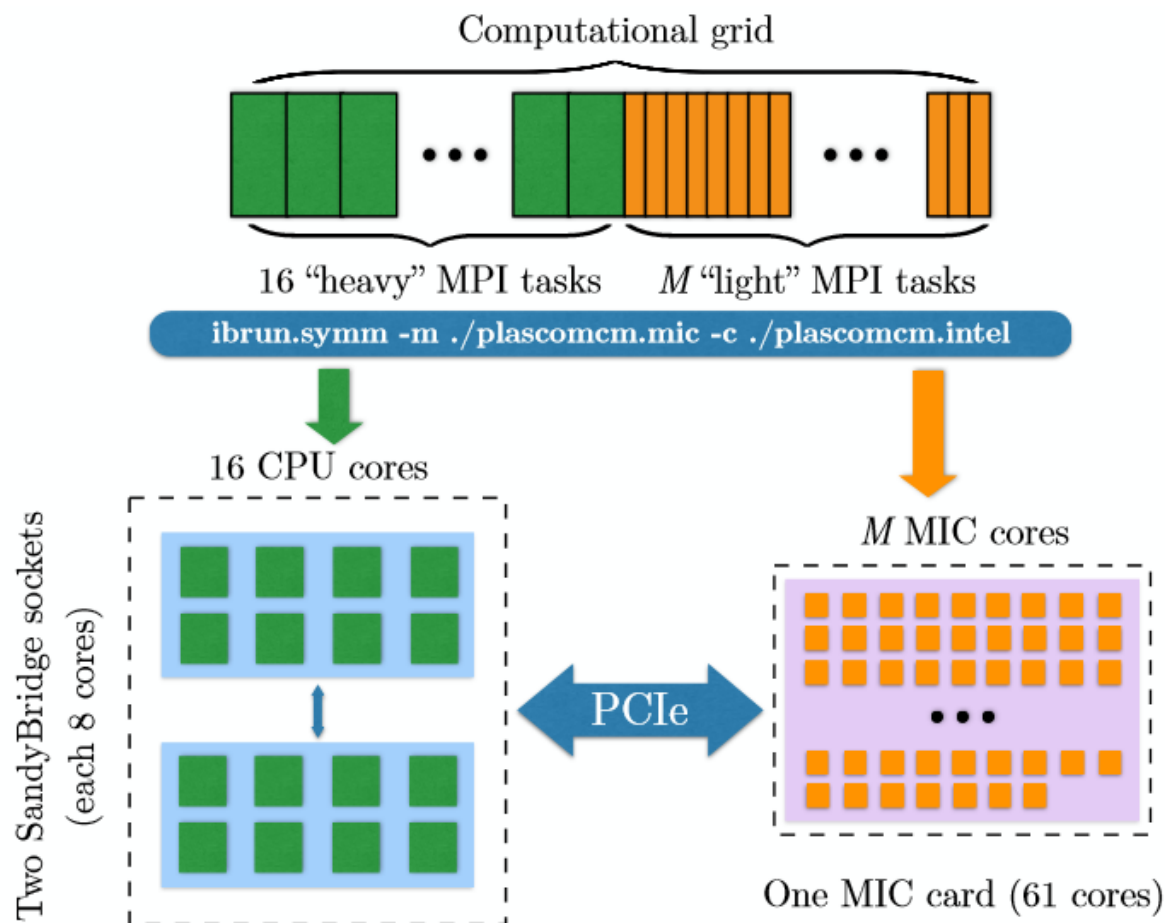 Computational grid
16 “heavy” MPI tasks
M “light” MPI tasks
ibrun.symm -m ./plascomcm.mic -c ./plascomcm.intel
16 CPU cores
M MIC cores
Two SandyBridge sockets
(each 8 cores)
PCIe
One MIC card (61 cores)